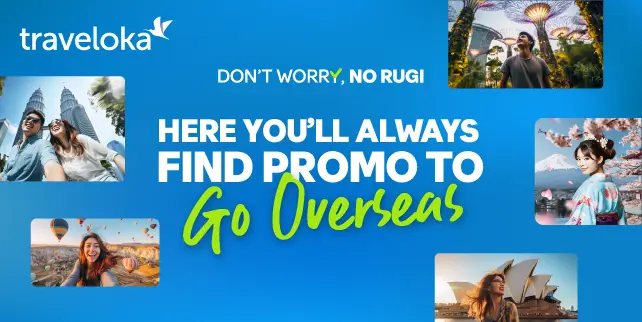 traveloka
DON'T WORRY, NO RUGI
HERE YOU'LL ALWAYS
FIND PROMO TO
Go Overseas